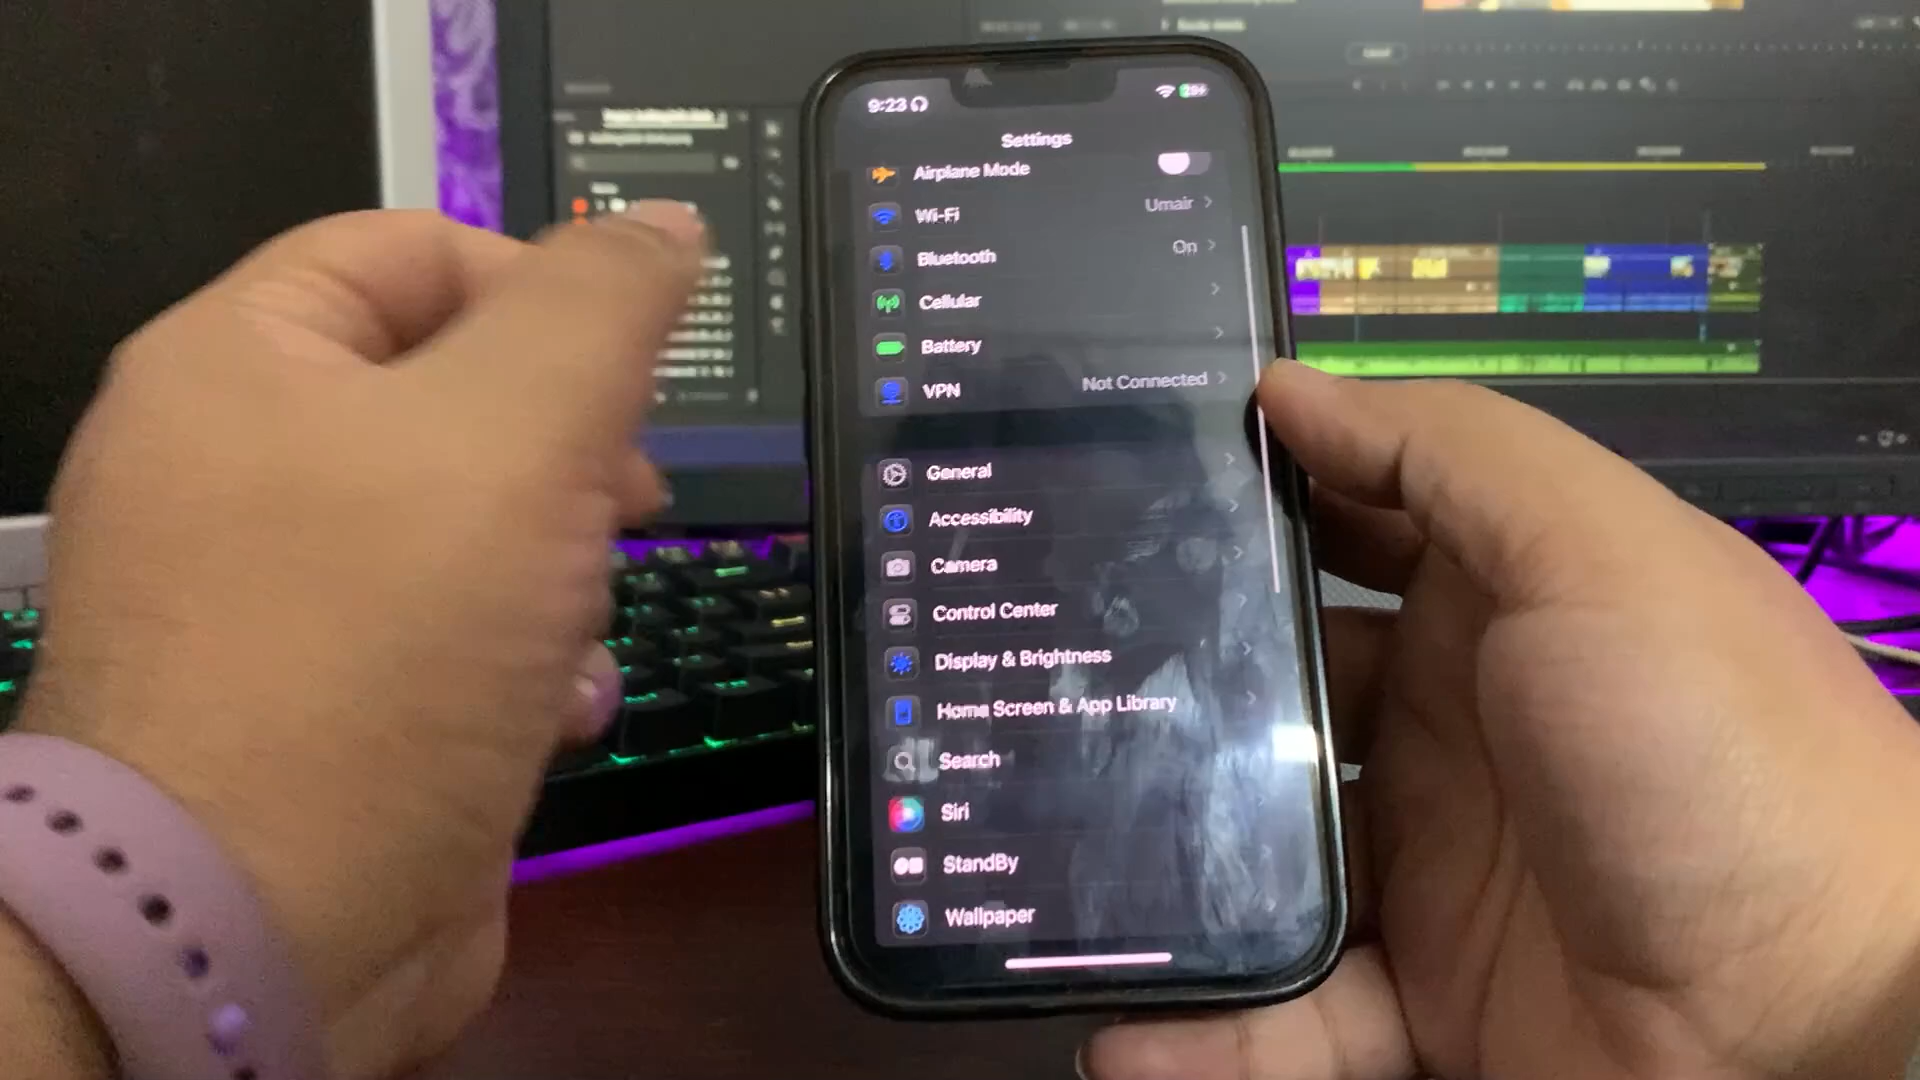 9:23
Settings
Airplane Mode
Wi-Fi Umair
Bluetooth On
Cellular
Battery
VPN Not Connected
General
Accessibility
Camera
Control Center
Display & Brightness
Home Screen & App Library
Search
Siri
StandBy
Wallpaper